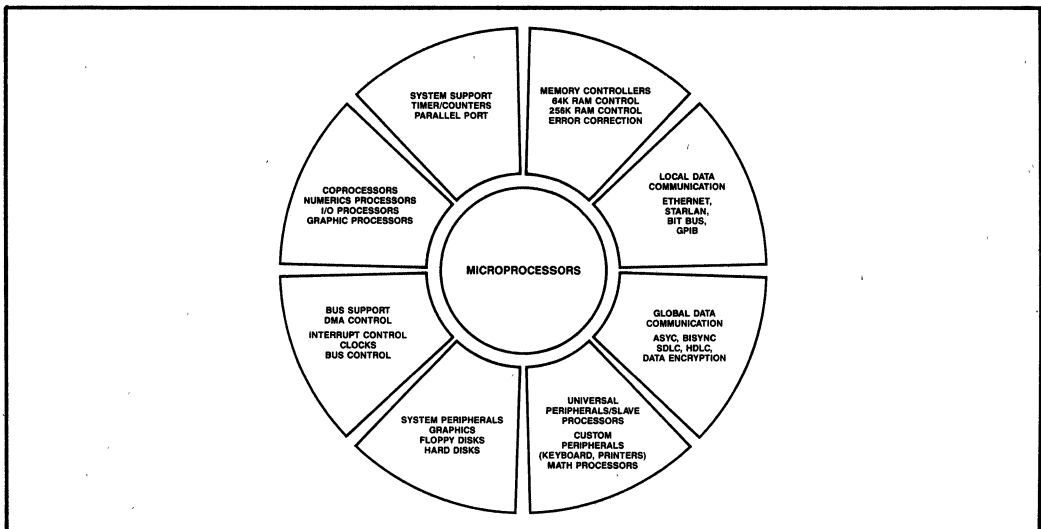 SYSTEM SUPPORT
TIMER/COUNTERS
PARALLEL PORT
MEMORY CONTROLLERS
64K RAM CONTROL
256K RAM CONTROL
ERROR CORRECTION
LOCAL DATA
COMMUNICATION
ETHERNET,
STARLAN,
BIT BUS,
GPIB
GLOBAL DATA
COMMUNICATION
ASYC, BISYNC
SDLC, HDLC,
DATA ENCRYPTION
UNIVERSAL
PERIPHERALS/SLAVE
PROCESSORS
CUSTOM
PERIPHERALS
(KEYBOARD, PRINTERS)
MATH PROCESSORS
SYSTEM PERIPHERALS
GRAPHICS
FLOPPY DISKS
HARD DISKS
BUS SUPPORT
DMA CONTROL
INTERRUPT CONTROL
CLOCKS
BUS CONTROL
COPROCESSORS
NUMERICS PROCESSORS
I/O PROCESSORS
GRAPHIC PROCESSORS
MICROPROCESSORS